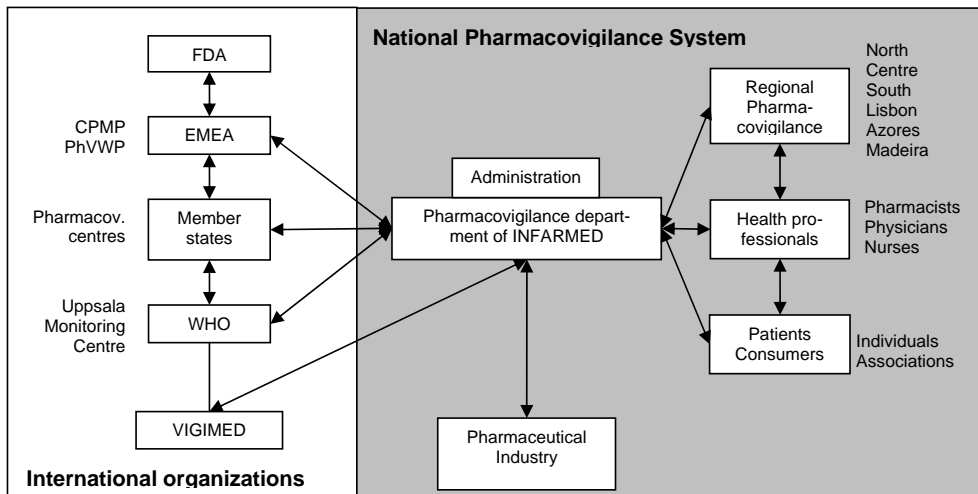 National Pharmacovigilance System
FDA
CPMP
PhVWP
EMEA
Pharmacov.
centres
Member
states
Uppsala
Monitoring
Centre
WHO
VIGIMED
International organizations
Administration
Pharmacovigilance depart-
ment of INFARMED
Pharmaceutical
Industry
Regional
Pharma-
covigilance
North
Centre
South
Lisbon
Azores
Madeira
Health pro-
fessionals
Pharmacists
Physicians
Nurses
Patients
Consumers
Individuals
Associations